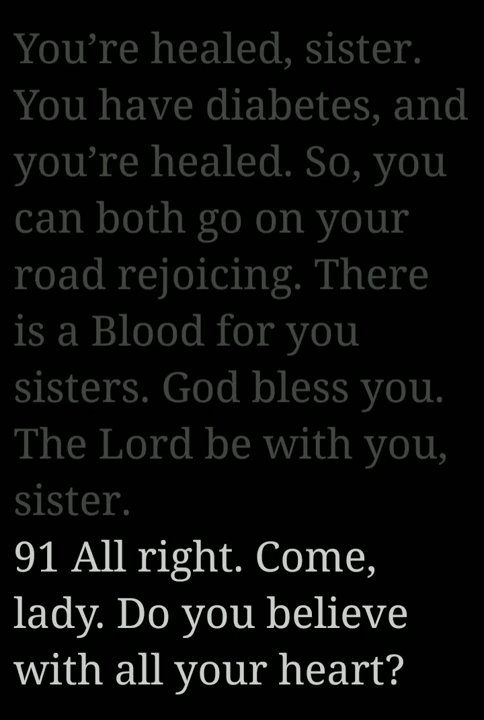 You’re healed, sister.
You have diabetes, and
you’re healed. So, you
can both go on your
road rejoicing. There
is a Blood for you
sisters. God bless you.
The Lord be with you,
sister.
91 All right. Come,
lady. Do you believe
with all your heart?